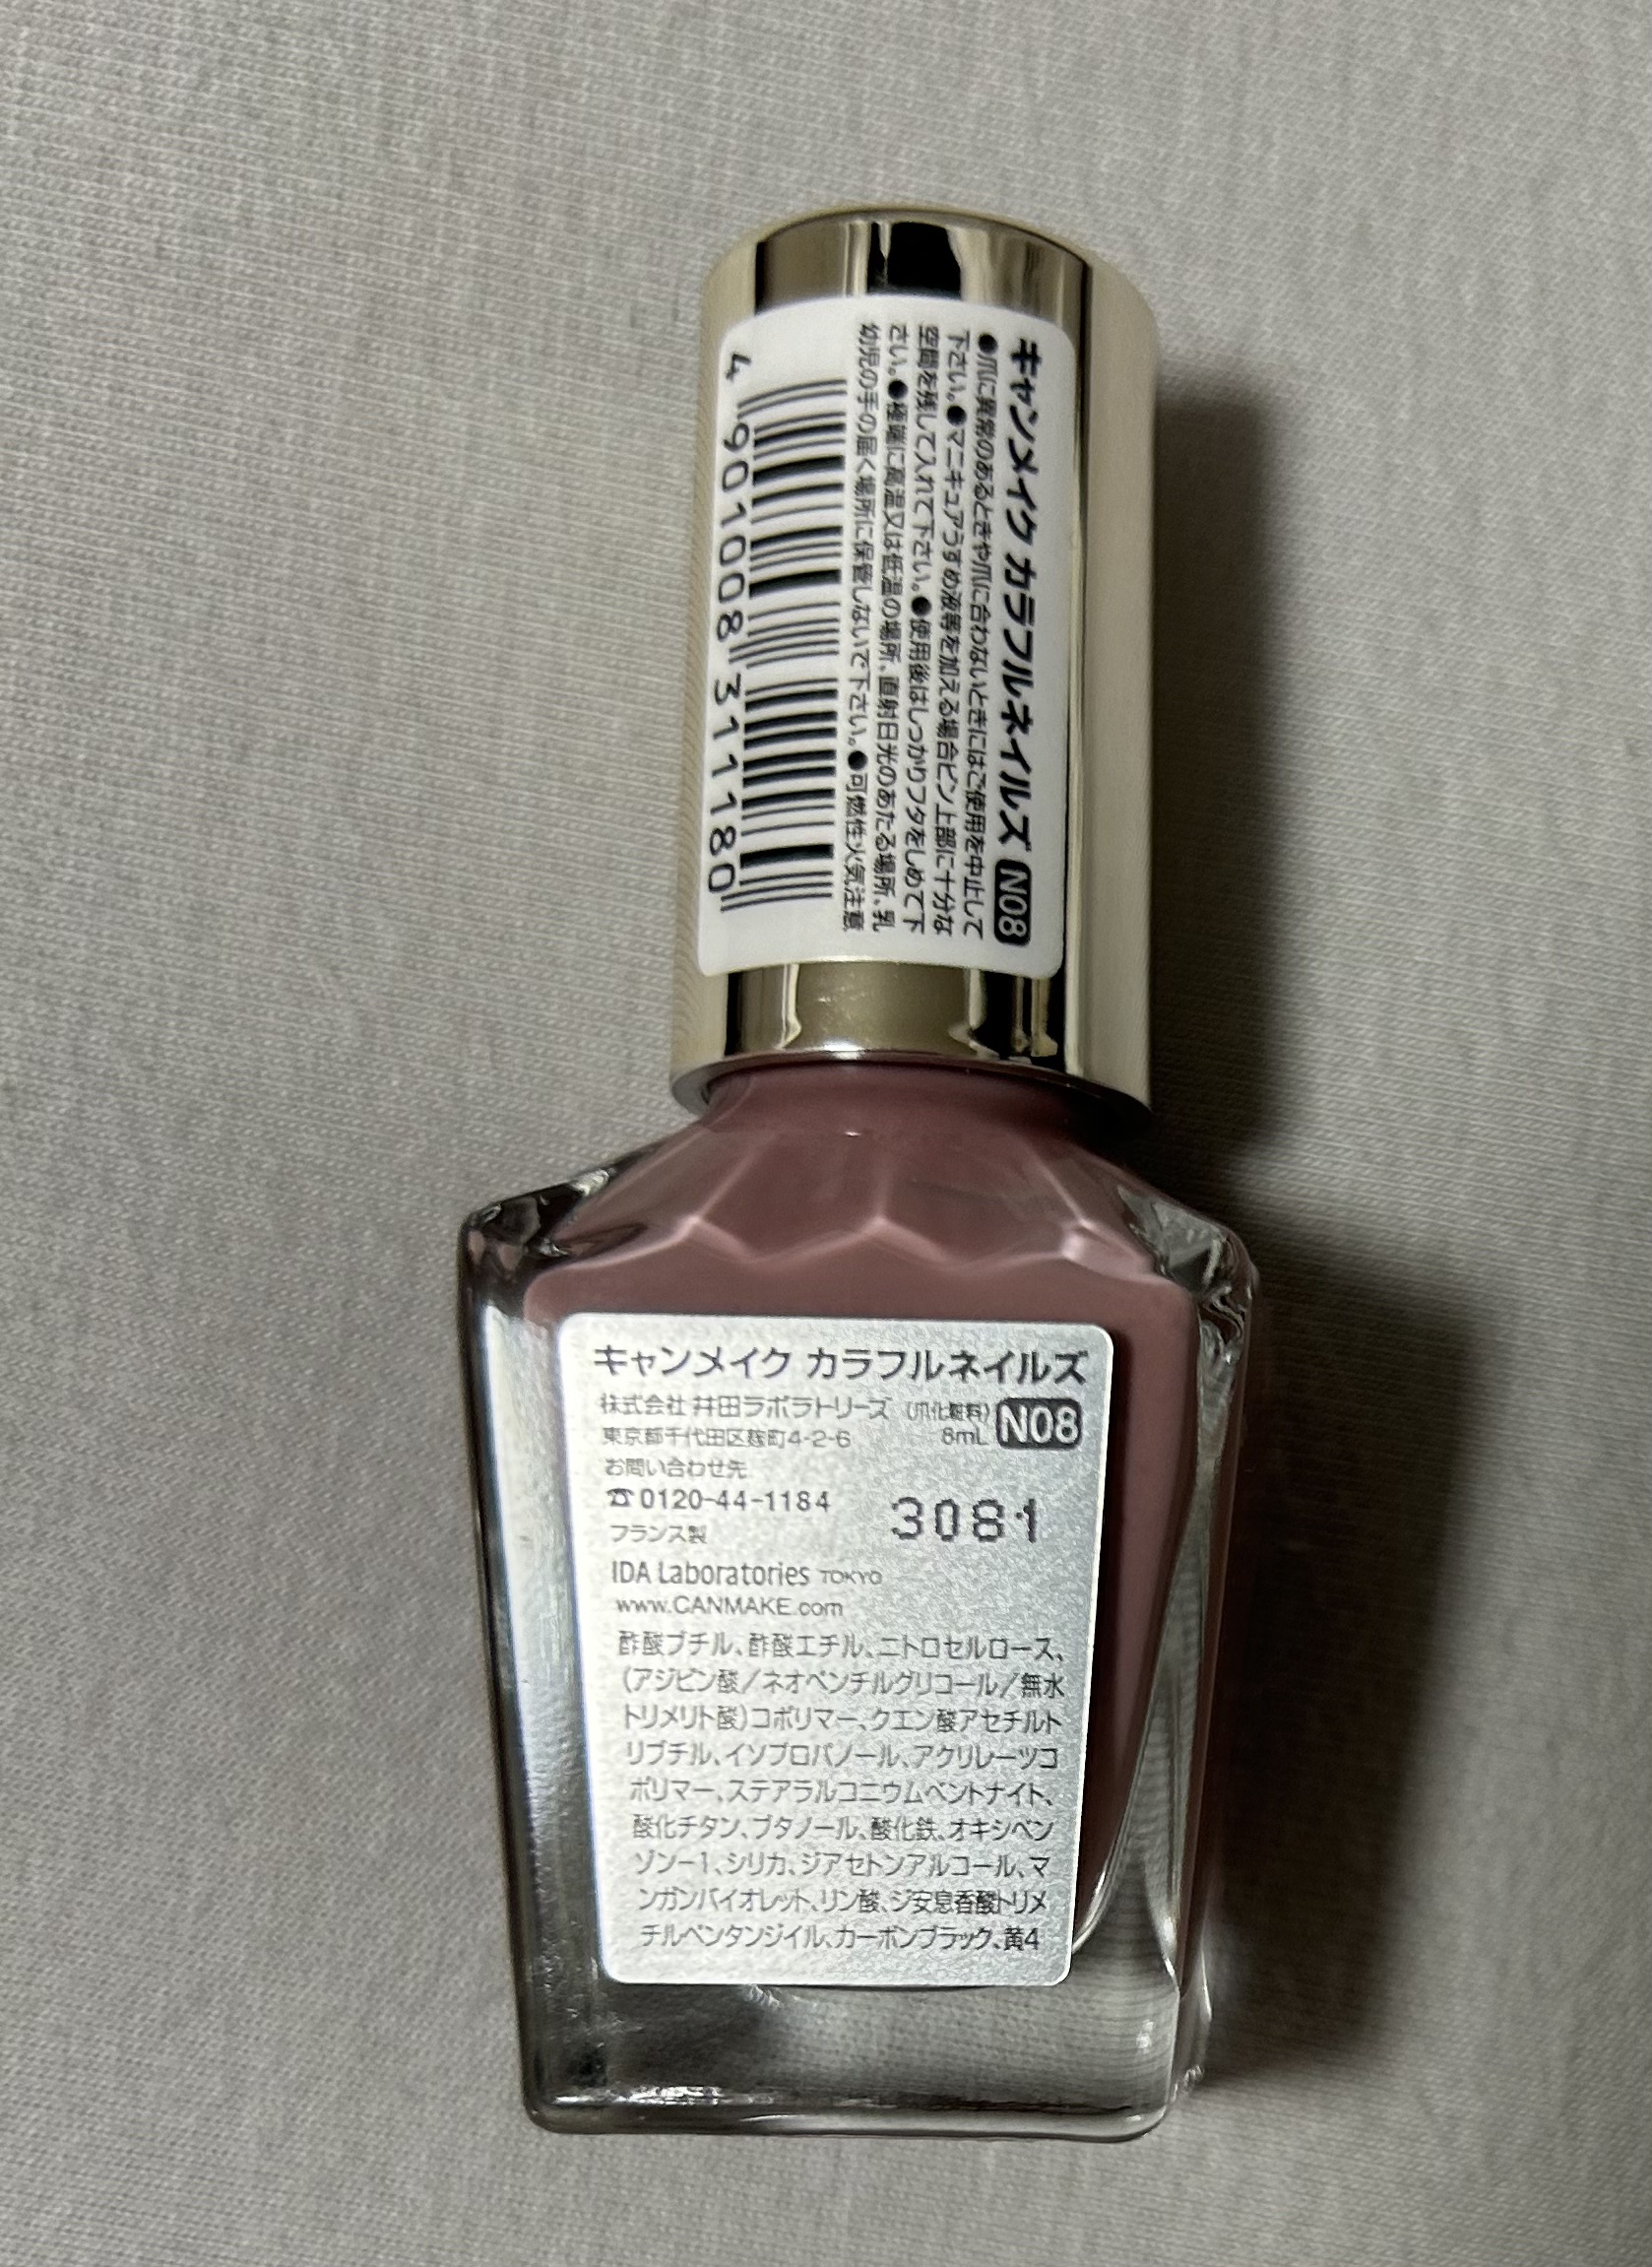 キャンメイク カラフルネイルズ N08
●爪に異常のあるときや爪に合わないときにはご使用を中止して
下さい。●マニキュアうすめ液等を加える場合ビン上部に十分な
空間を残して入れて下さい。●使用後はしっかりフタをしめて下
さい。●極端に高温又は低温の場所、直射日光のあたる場所、乳
幼児の手の届く場所に保管しないで下さい。●可燃性火気注意
4 901008 311180
キャンメイク カラフルネイルズ
株式会社 井田ラボラトリーズ (爪化粧料) N08
東京都千代田区麹町4-2-6 8mL
お問い合わせ先
☎0120-44-1184 3081
フランス製
IDA Laboratories TOKYO
www.CANMAKE.com
酢酸ブチル、酢酸エチル、ニトロセルロース、
(アジピン酸/ネオペンチルグリコール/無水
トリメリト酸)コポリマー、クエン酸アセチルト
リブチル、イソプロパノール、アクリレーツコ
ポリマー、ステアラルコニウムベントナイト、
酸化チタン、ブタノール、酸化鉄、オキシベン
ゾン-1、シリカ、ジアセトンアルコール、マ
ンガンバイオレット、リン酸、ジ安息香酸トリメ
チルペンタンジイル、カーボンブラック、黄4